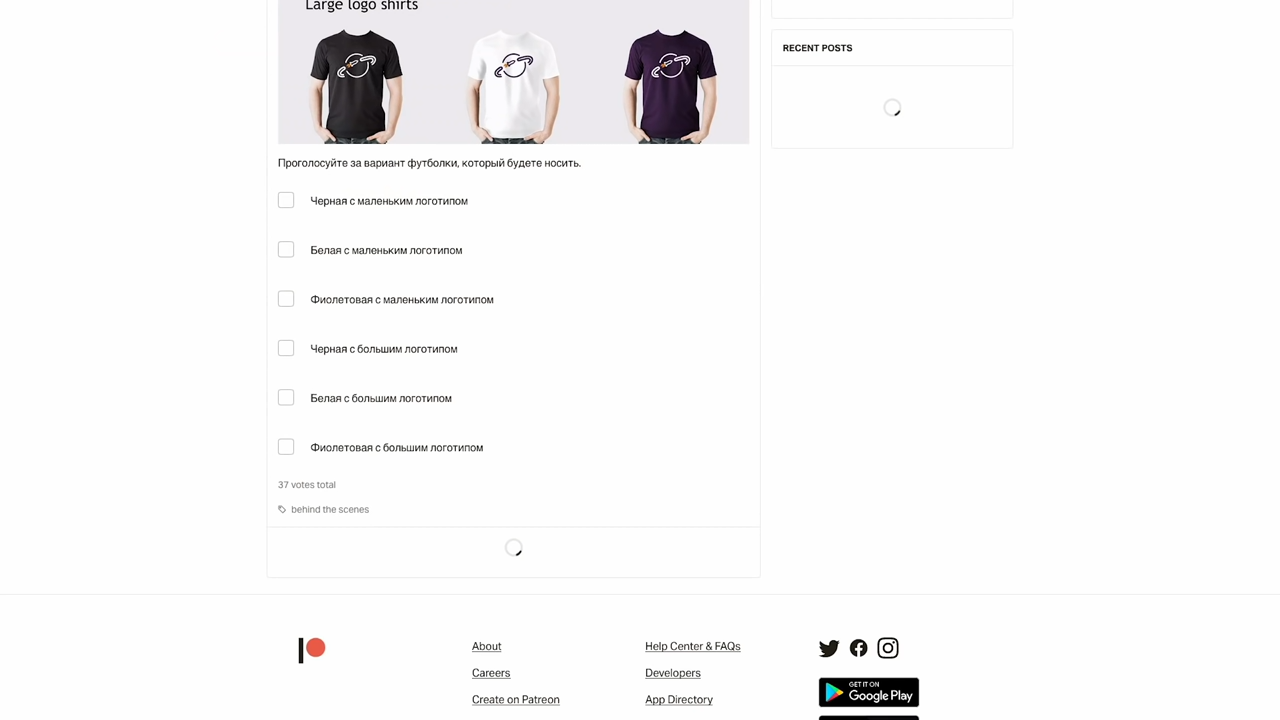 Large logo shirts
RECENT POSTS
Проголосуйте за вариант футболки, который будете носить.
Черная с маленьким логотипом
Белая с маленьким логотипом
Фиолетовая с маленьким логотипом
Черная с большим логотипом
Белая с большим логотипом
Фиолетовая с большим логотипом
37 votes total
behind the scenes
About
Careers
Create on Patreon
Help Center & FAQs
Developers
App Directory
GET IT ON
Google Play